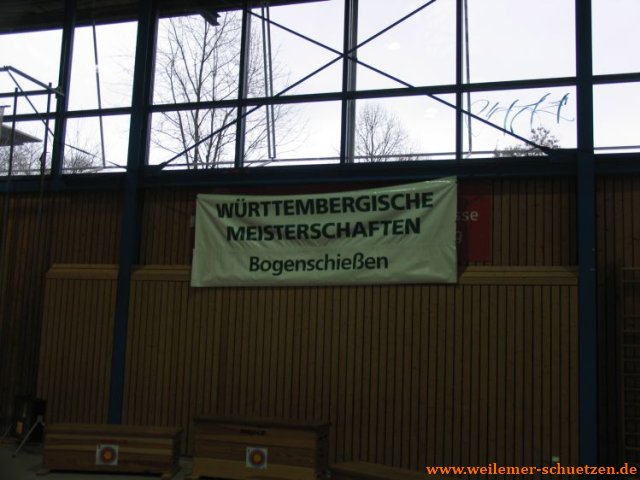 WÜRTTEMBERGISCHE
MEISTERSCHAFTEN
Bogenschießen
www.weilemer-schuetzen.de